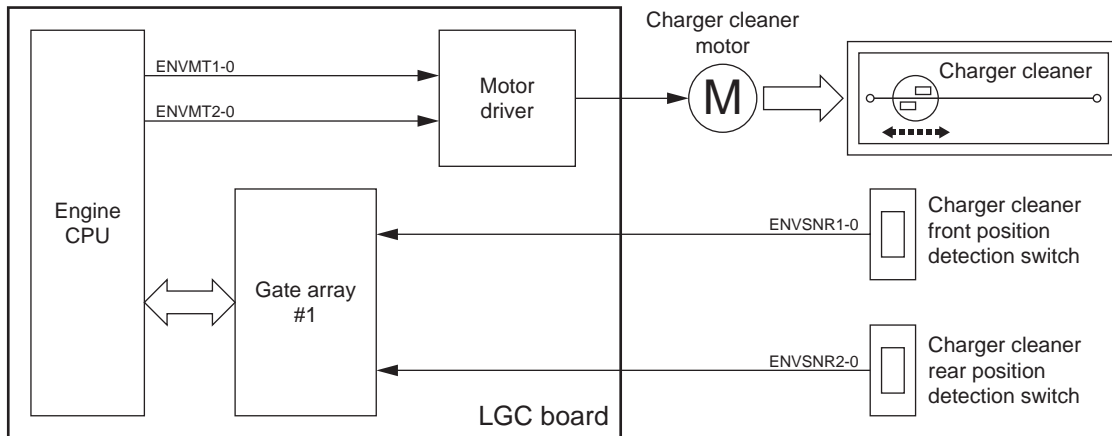 Charger cleaner
motor
ENVMT1-0
ENVMT2-0
Motor
driver
M
Charger cleaner
Engine
CPU
ENVSNR1-0
Charger cleaner
front position
detection switch
Gate array
#1
ENVSNR2-0
Charger cleaner
rear position
detection switch
LGC board